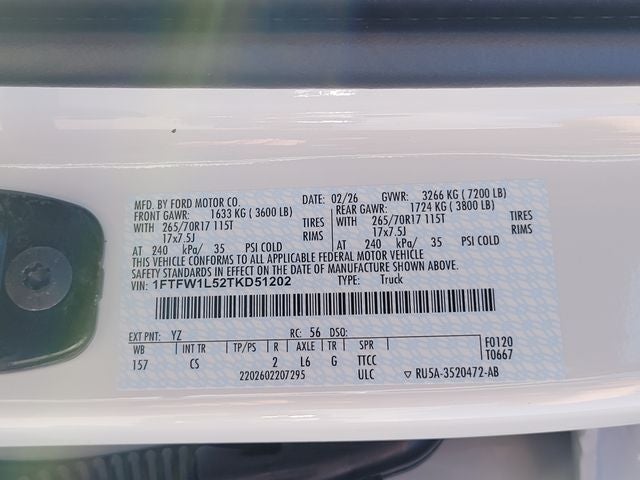 MFD. BY FORD MOTOR CO. DATE: 02/26 GVWR: 3266 KG ( 7200 LB)
FRONT GAWR: 1633 KG ( 3600 LB) REAR GAWR: 1724 KG ( 3800 LB)
WITH 265/70R17 115T TIRES WITH 265/70R17 115T TIRES
17x7.5J RIMS 17x7.5J RIMS
AT 240 kPa/ 35 PSI COLD AT 240 kPa/ 35 PSI COLD
THIS VEHICLE CONFORMS TO ALL APPLICABLE FEDERAL MOTOR VEHICLE
SAFETY STANDARDS IN EFFECT ON THE DATE OF MANUFACTURE SHOWN ABOVE.
VIN: 1FTFW1L52TKD51202 TYPE: Truck
EXT PNT: YZ RC: 56 DSO: F0120
WB INT TR TP/PS R AXLE TR SPR T0667
157 CS 2 L6 G TTCC
2202602207295 ULC RU5A-3520472-AB